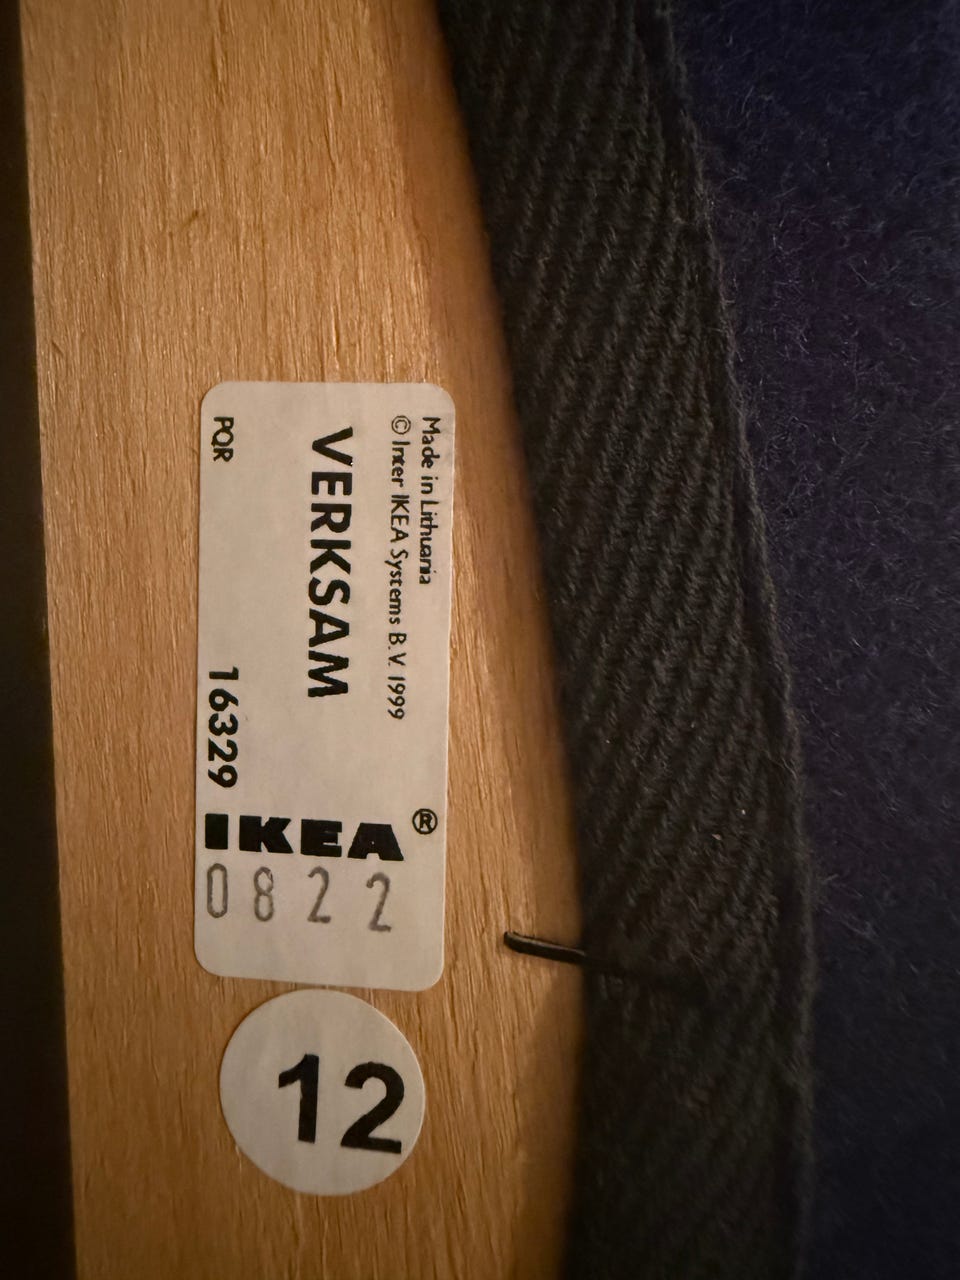 Made in Lithuania
© Inter IKEA Systems B.V. 1999
VERKSAM
PQR
16329
IKEA®
0822
12